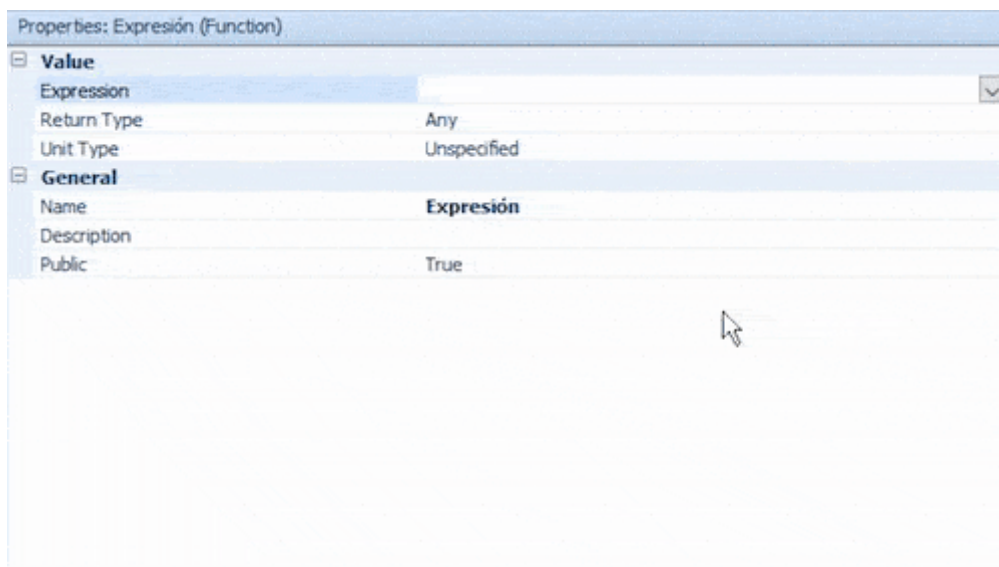 Properties: Expresión (Function)
Value
Expression
Return Type Any
Unit Type Unspecified
General
Name Expresión
Description
Public True